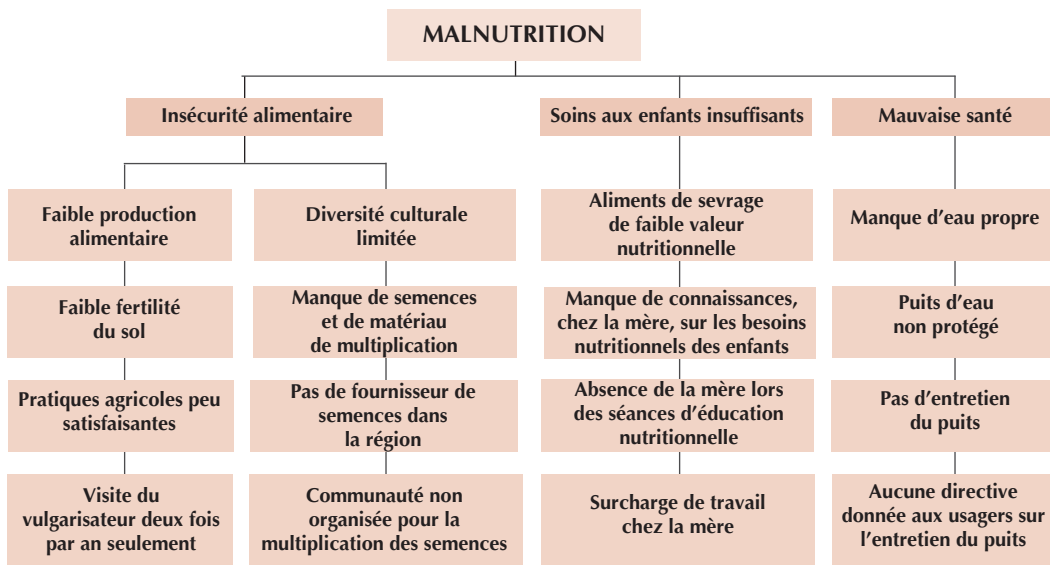 MALNUTRITION
Insécurité alimentaire
Soins aux enfants insuffisants
Mauvaise santé
Faible production
alimentaire
Diversité culturale
limitée
Aliments de sevrage
de faible valeur
nutritionnelle
Manque d'eau propre
Faible fertilité
du sol
Manque de semences
et de matériau
de multiplication
Manque de connaissances,
chez la mère, sur les besoins
nutritionnels des enfants
Puits d'eau
non protégé
Pratiques agricoles peu
satisfaisantes
Pas de fournisseur de
semences dans
la région
Absence de la mère lors
des séances d'éducation
nutritionnelle
Pas d'entretien
du puits
Visite du
vulgarisateur deux fois
par an seulement
Communauté non
organisée pour la
multiplication des semences
Surcharge de travail
chez la mère
Aucune directive
donnée aux usagers sur
l'entretien du puits